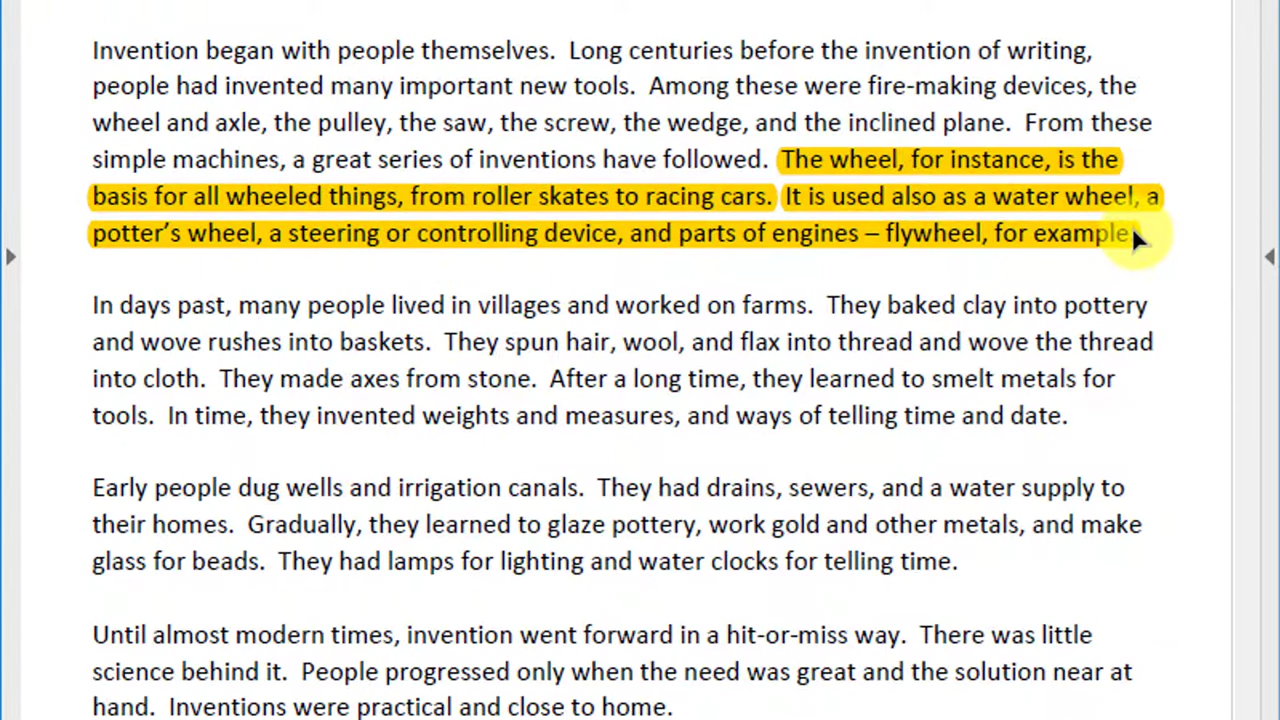 Invention began with people themselves.  Long centuries before the invention of writing,
people had invented many important new tools.  Among these were fire-making devices, the
wheel and axle, the pulley, the saw, the screw, the wedge, and the inclined plane.  From these
simple machines, a great series of inventions have followed.  The wheel, for instance, is the
basis for all wheeled things, from roller skates to racing cars.  It is used also as a water wheel, a
potter’s wheel, a steering or controlling device, and parts of engines – flywheel, for example.
In days past, many people lived in villages and worked on farms.  They baked clay into pottery
and wove rushes into baskets.  They spun hair, wool, and flax into thread and wove the thread
into cloth.  They made axes from stone.  After a long time, they learned to smelt metals for
tools.  In time, they invented weights and measures, and ways of telling time and date.
Early people dug wells and irrigation canals.  They had drains, sewers, and a water supply to
their homes.  Gradually, they learned to glaze pottery, work gold and other metals, and make
glass for beads.  They had lamps for lighting and water clocks for telling time.
Until almost modern times, invention went forward in a hit-or-miss way.  There was little
science behind it.  People progressed only when the need was great and the solution near at
hand.  Inventions were practical and close to home.